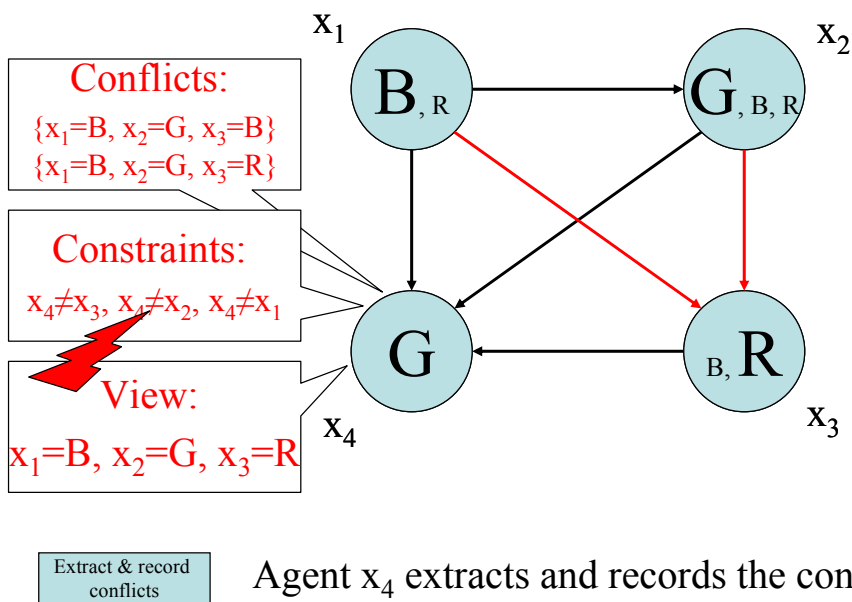 x₁
x₂
Conflicts:
{x₁=B, x₂=G, x₃=B}
{x₁=B, x₂=G, x₃=R}
B, R
G, B, R
Constraints:
x₄≠x₃, x₄≠x₂, x₄≠x₁
G
B, R
View:
x₁=B, x₂=G, x₃=R
x₄
x₃
Extract & record
conflicts
Agent x₄ extracts and records the con